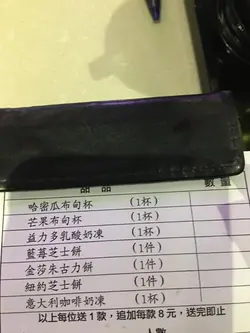 品　品　數量
哈密瓜布甸杯　(1杯)
芒果布甸杯　(1杯)
益力多乳酸奶凍　(1杯)
藍莓芝士餅　(1件)
金莎朱古力餅　(1件)
紐約芝士餅　(1件)
意大利咖啡奶凍　(1杯)
以上每位送1款，追加每款8元，送完即止
人數